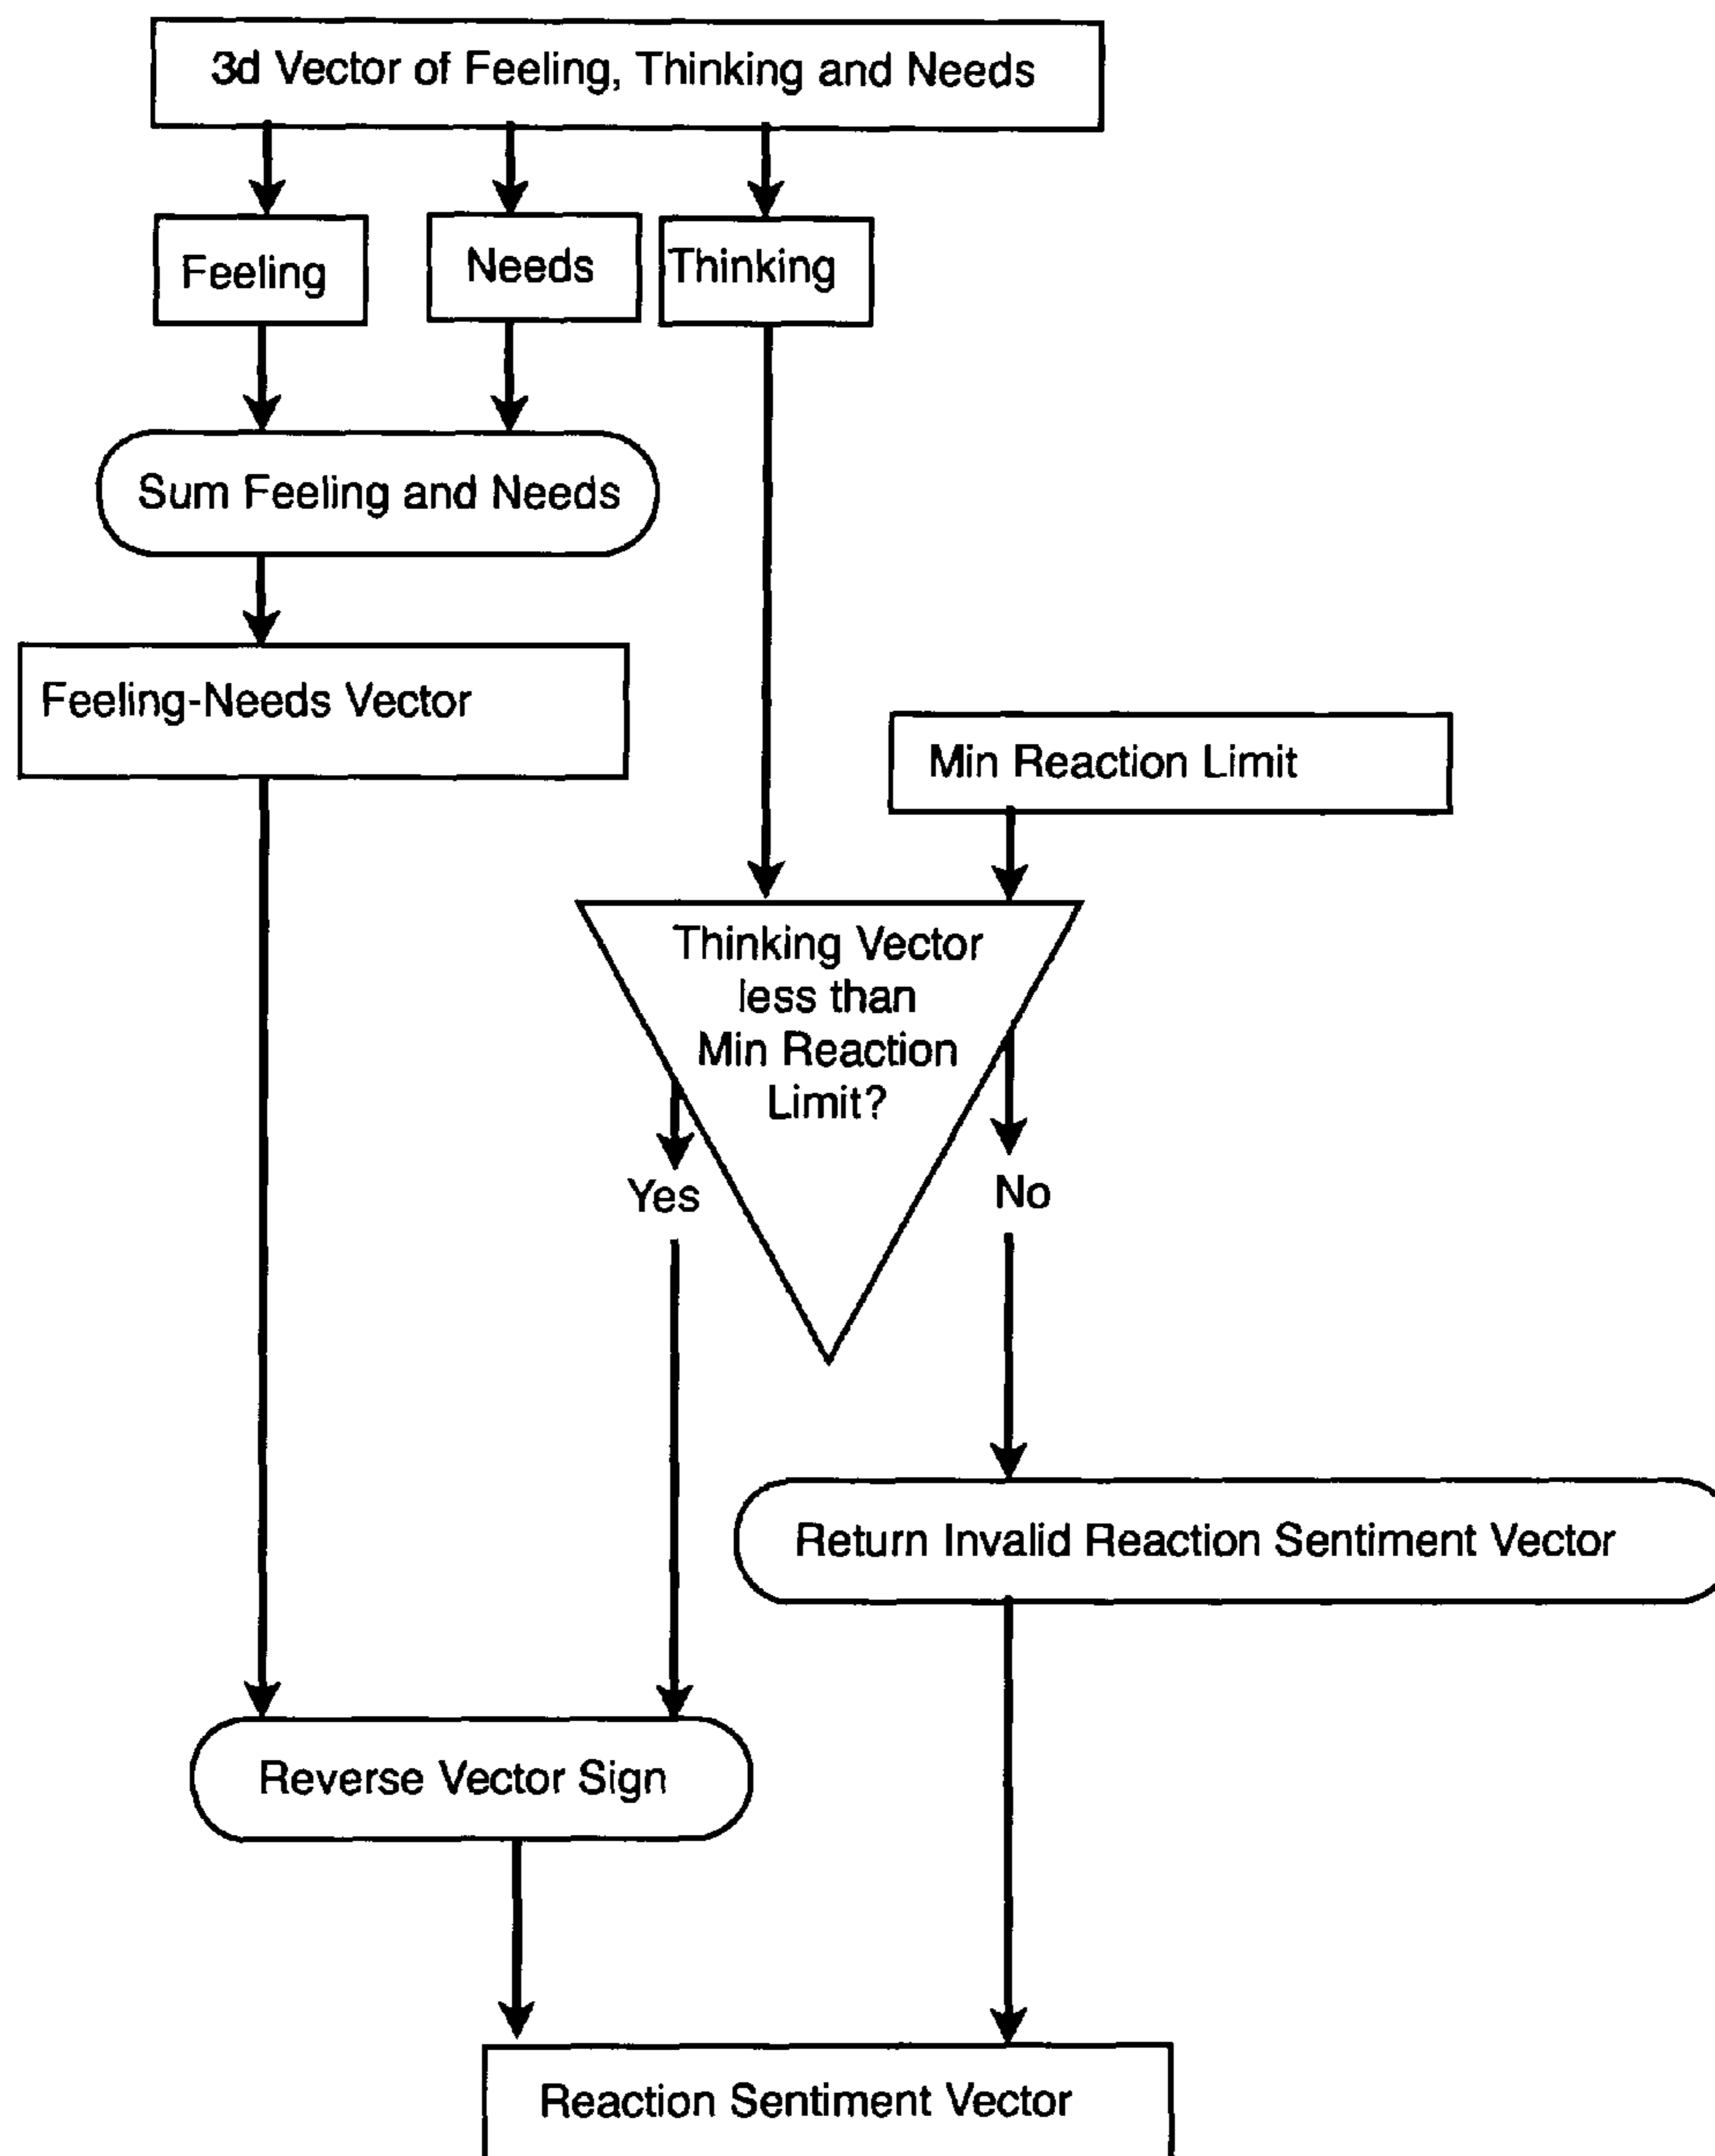 3d Vector of Feeling, Thinking and Needs
Feeling
Needs
Thinking
Sum Feeling and Needs
Feeling-Needs Vector
Min Reaction Limit
Thinking Vector
less than
Min Reaction
Limit?
Yes
No
Return Invalid Reaction Sentiment Vector
Reverse Vector Sign
Reaction Sentiment Vector